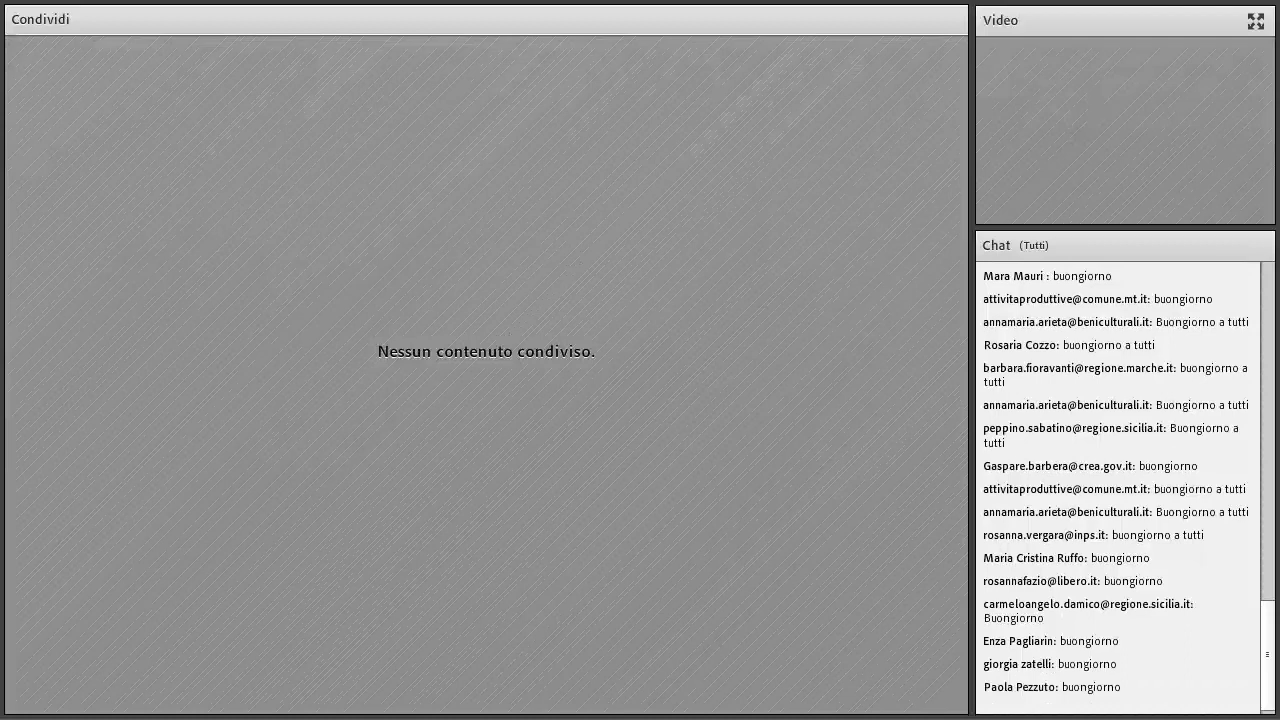 Condividi
Nessun contenuto condiviso.
Video
Chat (Tutti)
Mara Mauri : buongiorno
attivitaproduttive@comune.mt.it: buongiorno
annamaria.arieta@beniculturali.it: Buongiorno a tutti
Rosaria Cozzo: buongiorno a tutti
barbara.fioravanti@regione.marche.it: buongiorno a
tutti
annamaria.arieta@beniculturali.it: Buongiorno a tutti
peppino.sabatino@regione.sicilia.it: Buongiorno a
tutti
Gaspare.barbera@crea.gov.it: buongiorno
attivitaproduttive@comune.mt.it: buongiorno a tutti
annamaria.arieta@beniculturali.it: Buongiorno a tutti
rosanna.vergara@inps.it: buongiorno a tutti
Maria Cristina Ruffo: buongiorno
rosannafazio@libero.it: buongiorno
carmeloangelo.damico@regione.sicilia.it:
Buongiorno
Enza Pagliarin: buongiorno
giorgia zatelli: buongiorno
Paola Pezzuto: buongiorno